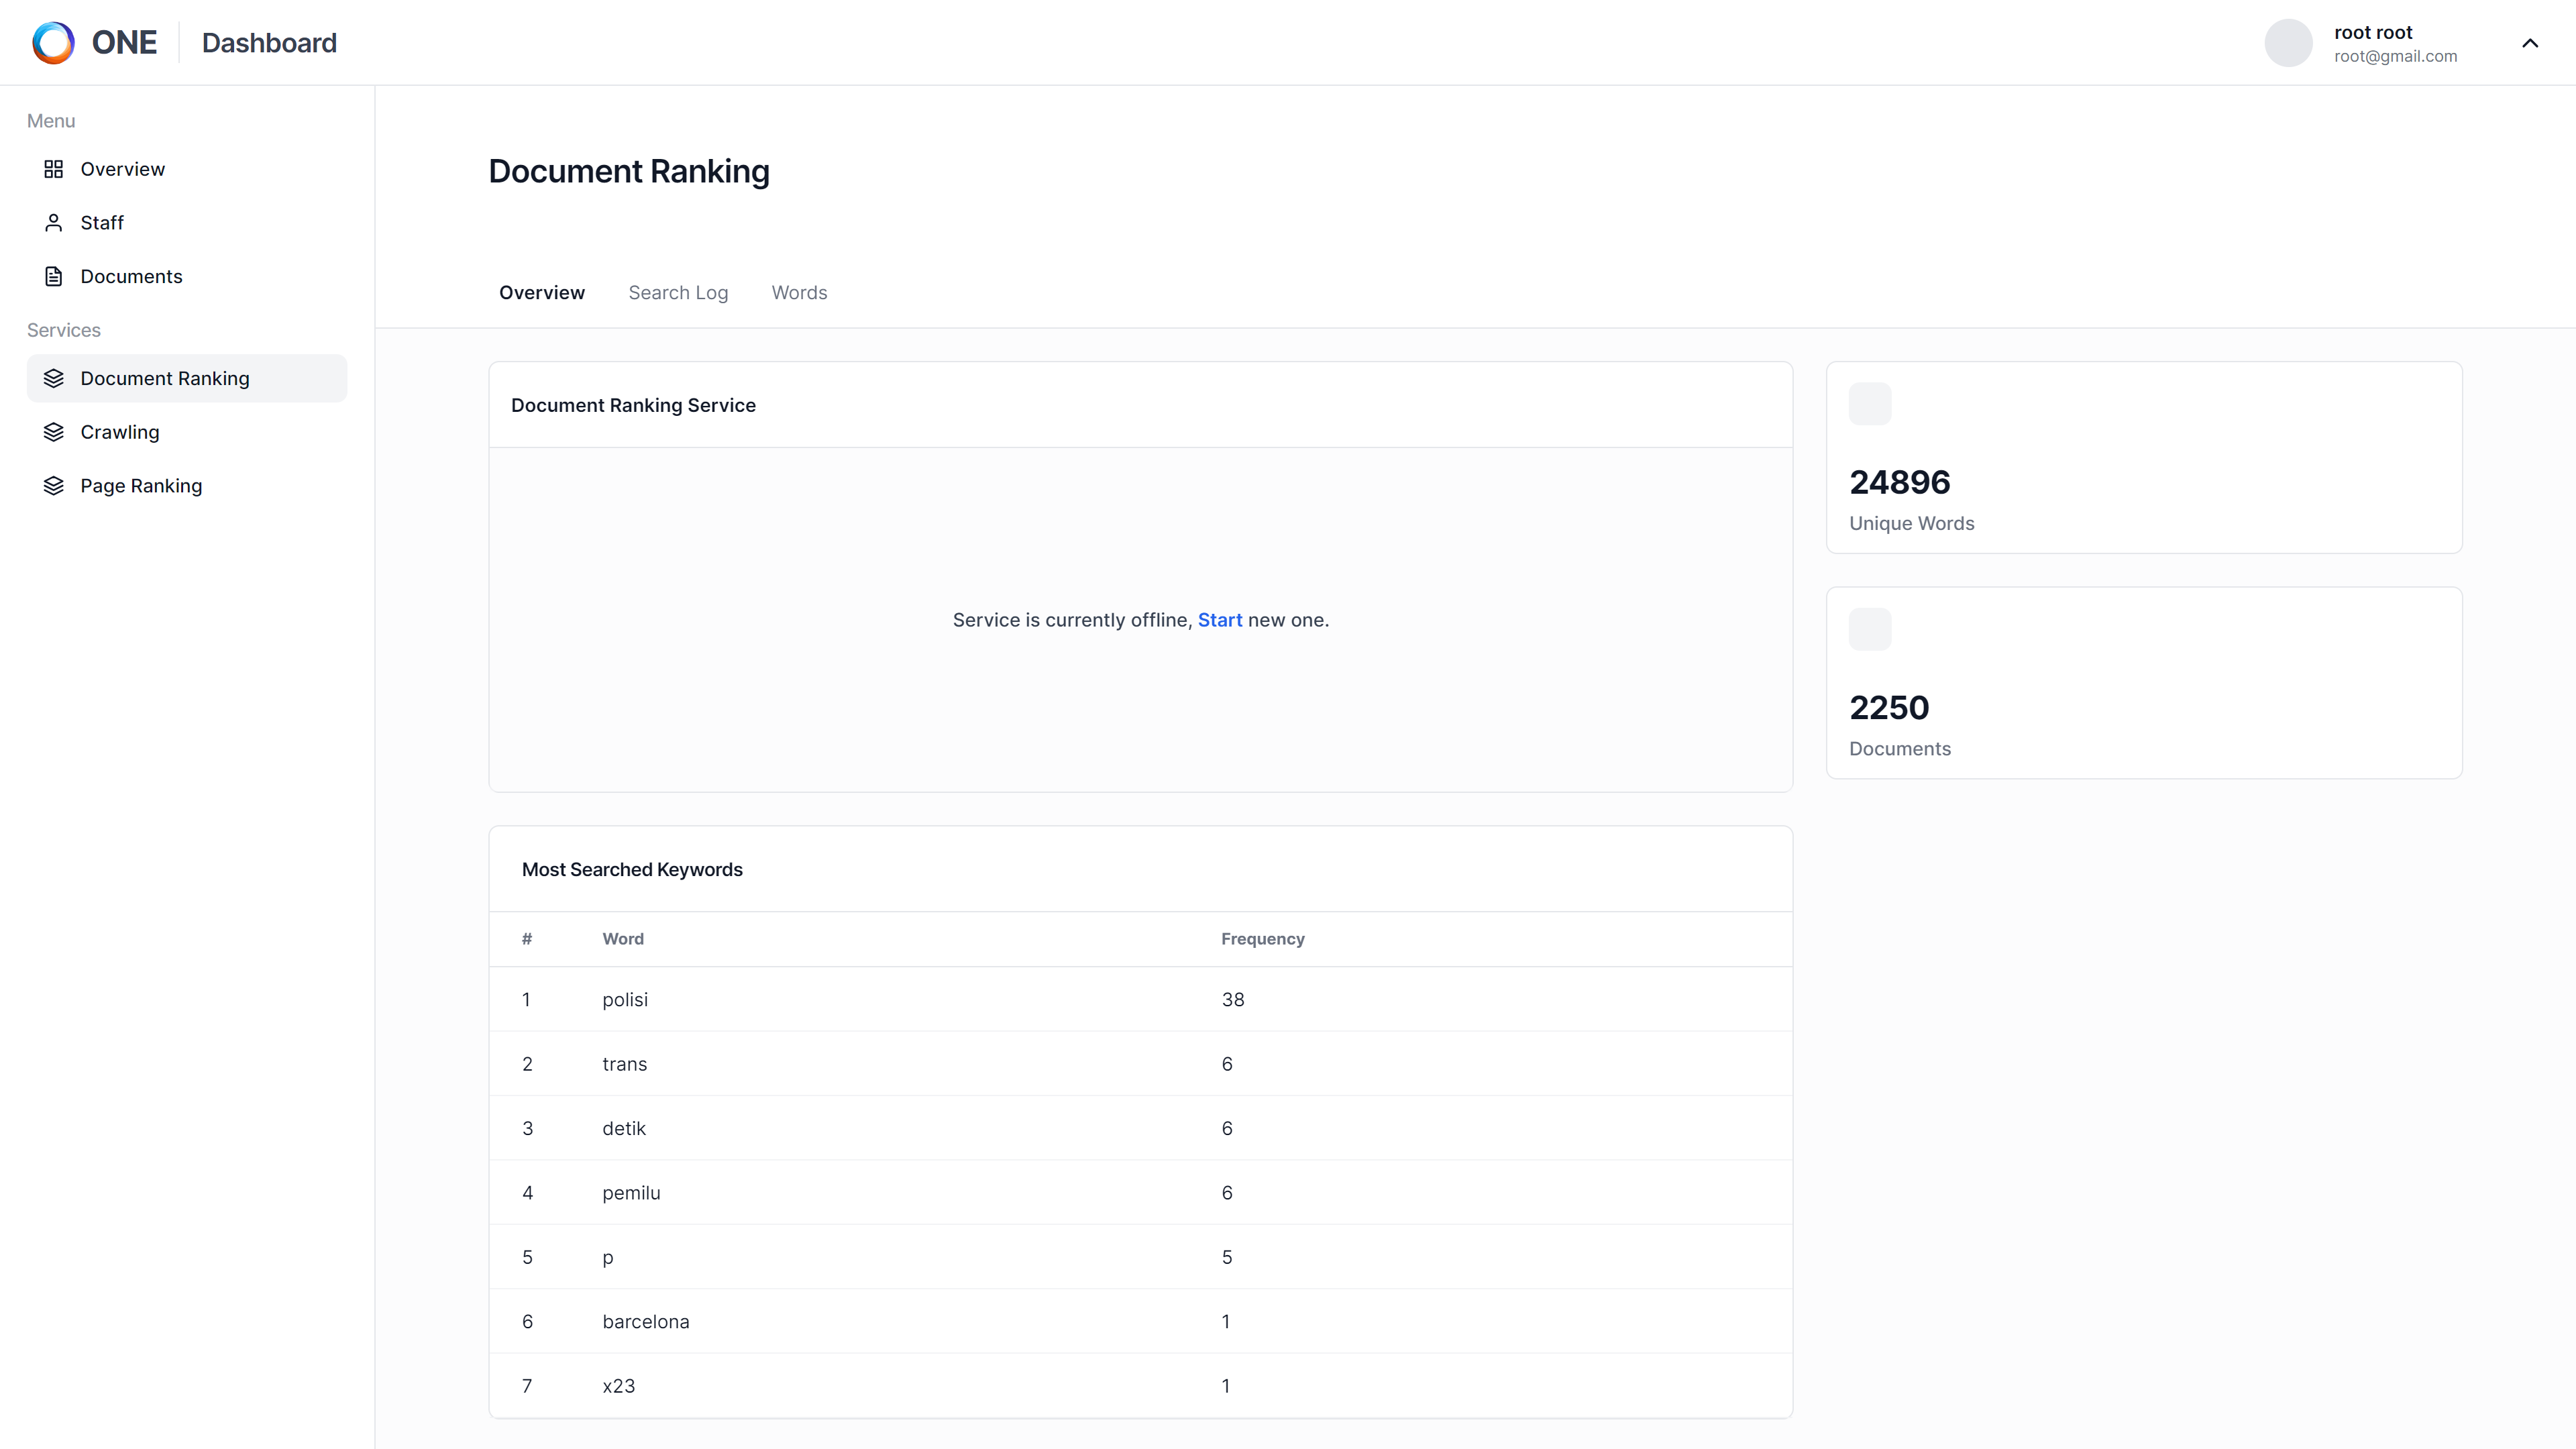 ONE
Dashboard
root root
root@gmail.com
Menu
Overview
Staff
Documents
Services
Document Ranking
Crawling
Page Ranking
Document Ranking
Overview Search Log Words
Document Ranking Service
Service is currently offline, Start new one.
24896
Unique Words
2250
Documents
Most Searched Keywords
# Word Frequency
1 polisi 38
2 trans 6
3 detik 6
4 pemilu 6
5 p 5
6 barcelona 1
7 x23 1